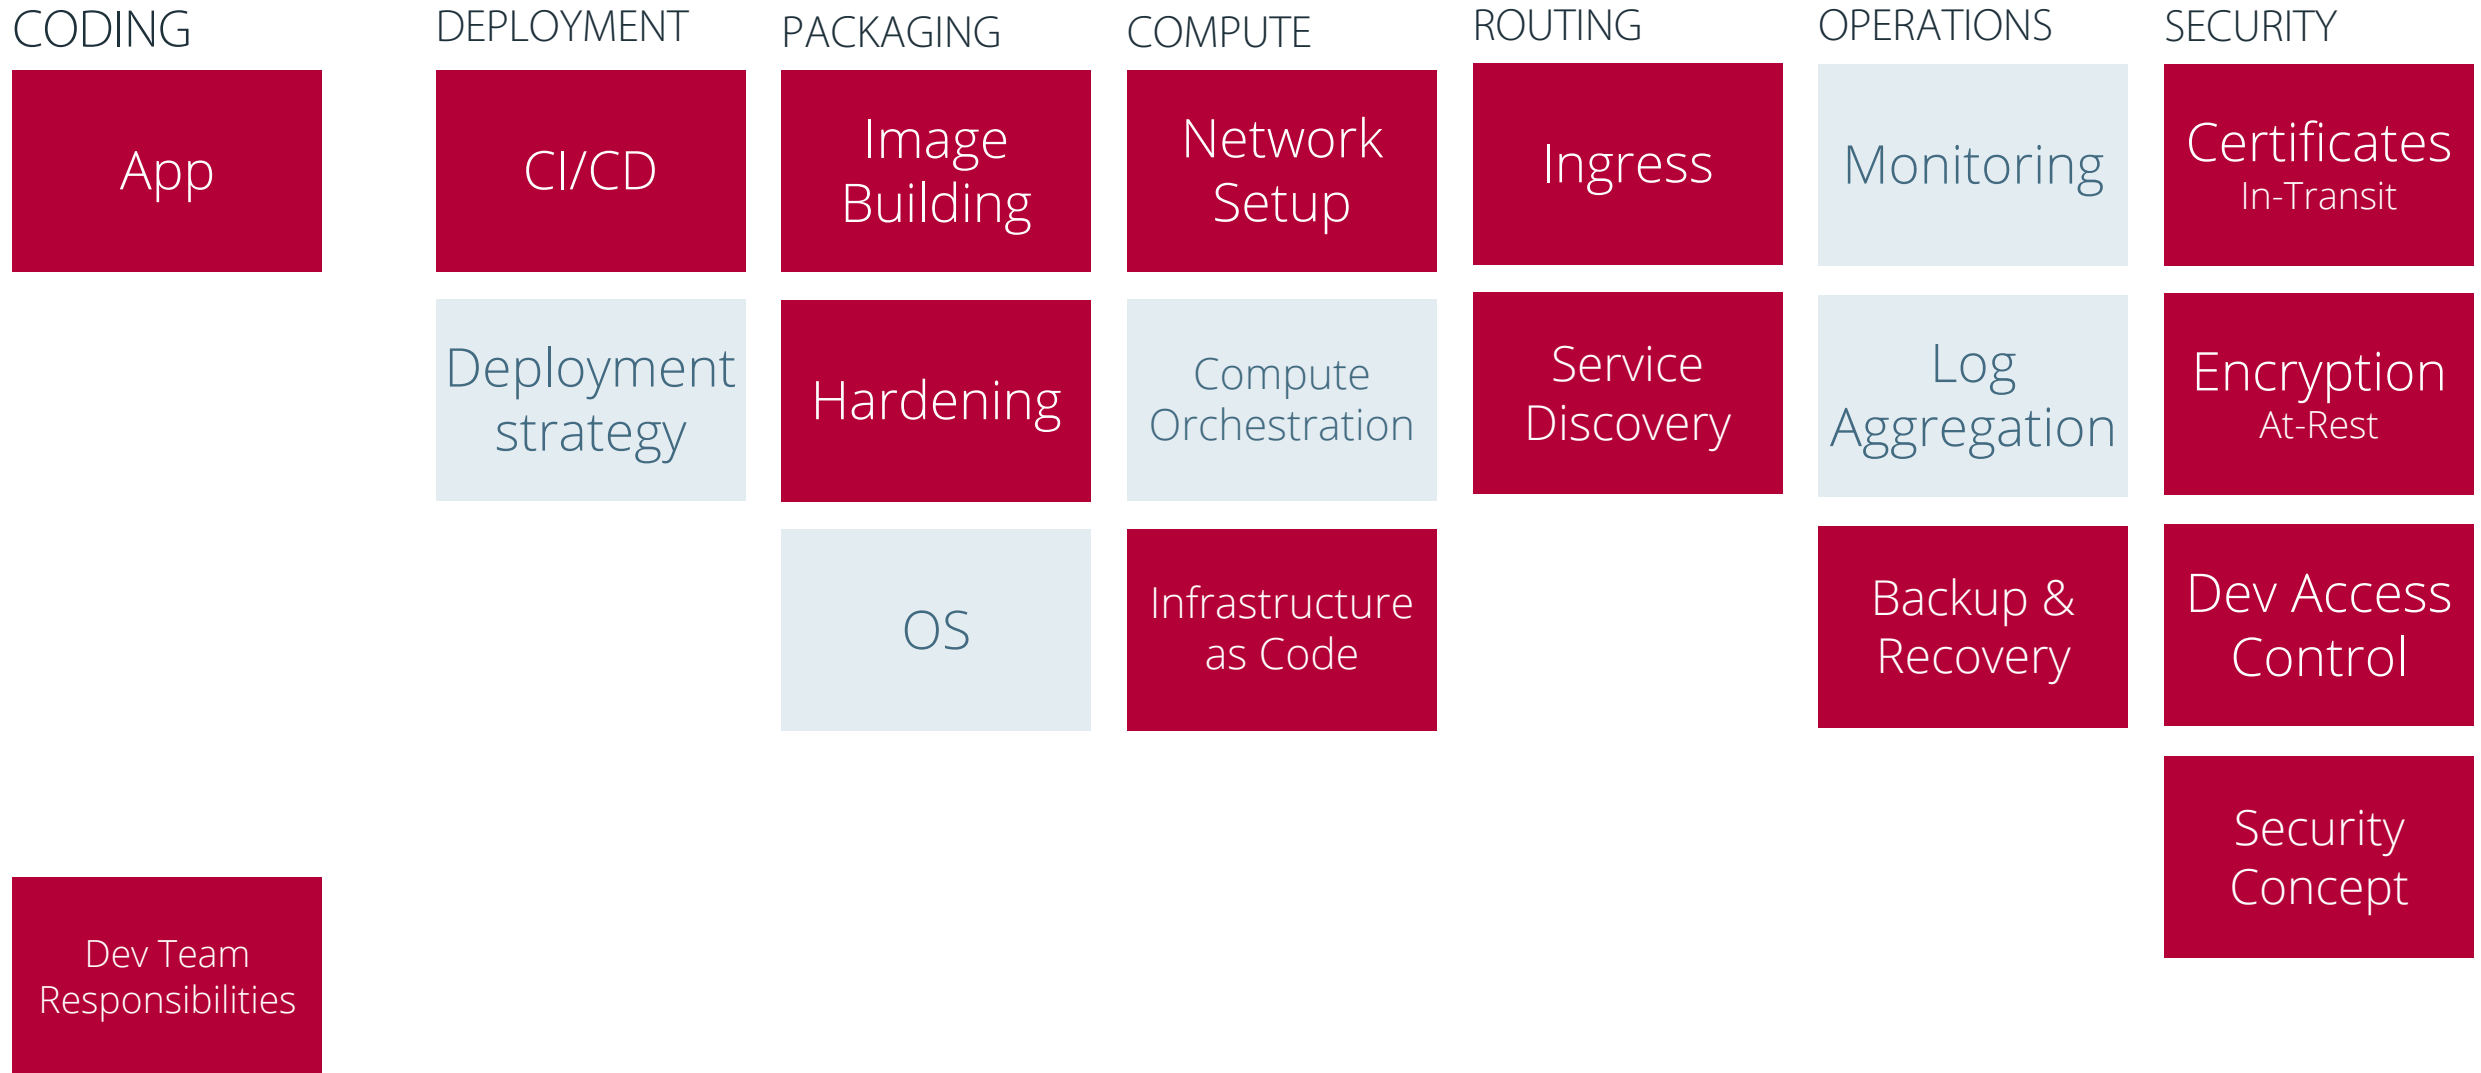 CODING
App
DEPLOYMENT
CI/CD
Deployment
strategy
PACKAGING
Image
Building
Hardening
OS
COMPUTE
Network
Setup
Compute
Orchestration
Infrastructure
as Code
ROUTING
Ingress
Service
Discovery
OPERATIONS
Monitoring
Log
Aggregation
Backup &
Recovery
SECURITY
Certificates
In-Transit
Encryption
At-Rest
Dev Access
Control
Security
Concept
Dev Team
Responsibilities